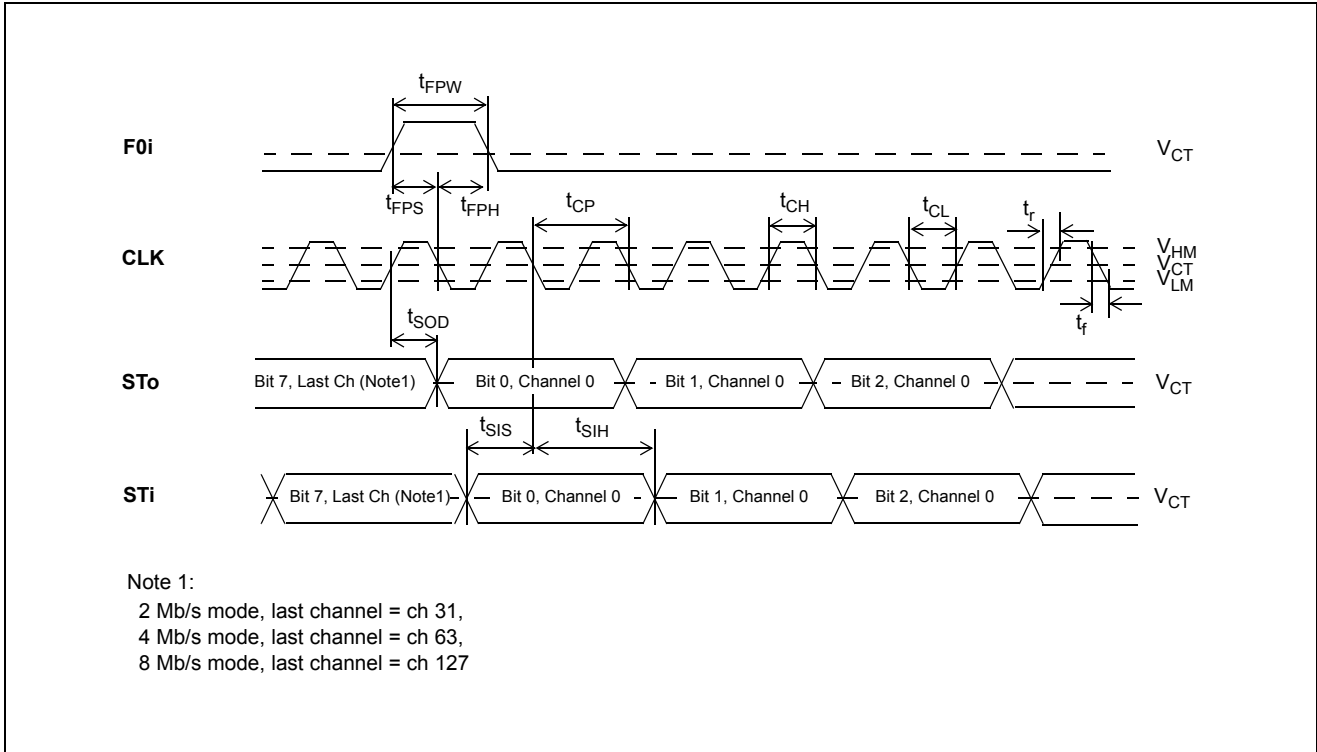 tFPW
F0i
VCT
tFPS
tFPH
tCP
tCH
tCL
tr
CLK
VHM
VCT
VLM
tf
tSOD
STo
Bit 7, Last Ch (Note1)
Bit 0, Channel 0
Bit 1, Channel 0
Bit 2, Channel 0
VCT
tSIS
tSIH
STi
Bit 7, Last Ch (Note1)
Bit 0, Channel 0
Bit 1, Channel 0
Bit 2, Channel 0
VCT
Note 1:
2 Mb/s mode, last channel = ch 31,
4 Mb/s mode, last channel = ch 63,
8 Mb/s mode, last channel = ch 127